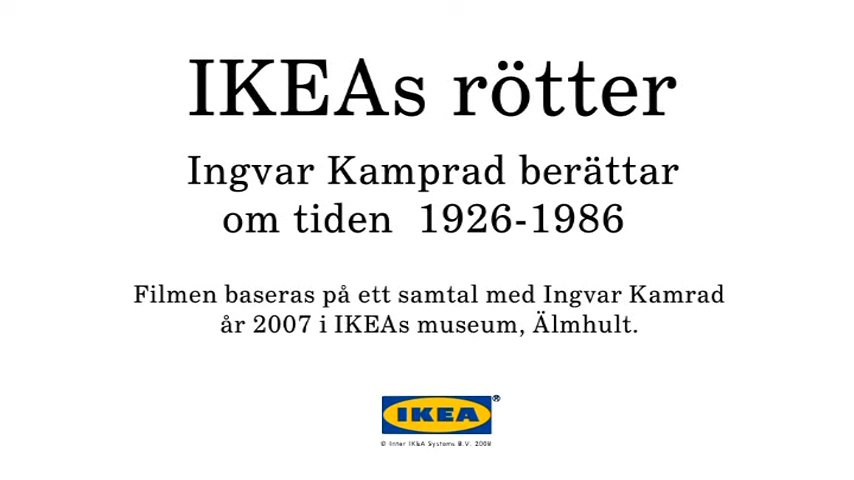 IKEAs rötter
Ingvar Kamprad berättar
om tiden 1926-1986
Filmen baseras på ett samtal med Ingvar Kamrad
år 2007 i IKEAs museum, Älmhult.
IKEA®
© Inter IKEA Systems B.V. 2008